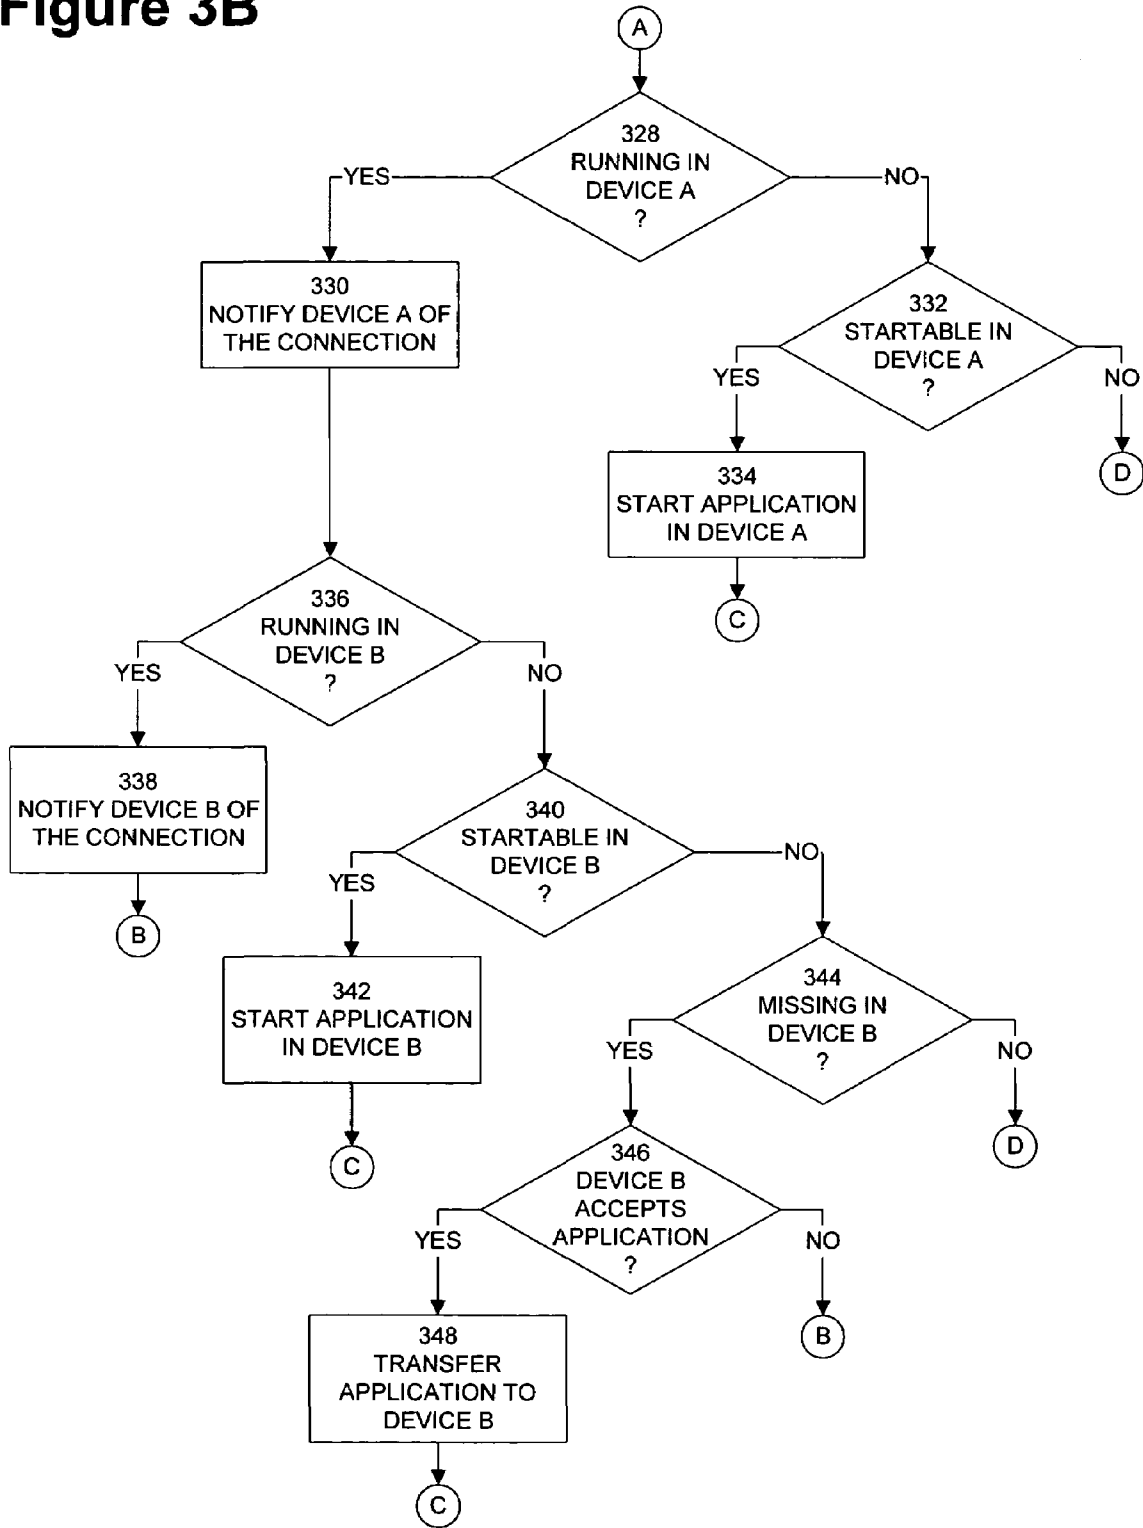 Figure 3B
A
328
RUNNING IN
DEVICE A
?
YES
NO
330
NOTIFY DEVICE A OF
THE CONNECTION
332
STARTABLE IN
DEVICE A
?
YES
NO
D
334
START APPLICATION
IN DEVICE A
C
336
RUNNING IN
DEVICE B
?
YES
NO
338
NOTIFY DEVICE B OF
THE CONNECTION
B
340
STARTABLE IN
DEVICE B
?
YES
NO
342
START APPLICATION
IN DEVICE B
C
344
MISSING IN
DEVICE B
?
YES
NO
D
346
DEVICE B
ACCEPTS
APPLICATION
?
YES
NO
B
348
TRANSFER
APPLICATION TO
DEVICE B
C